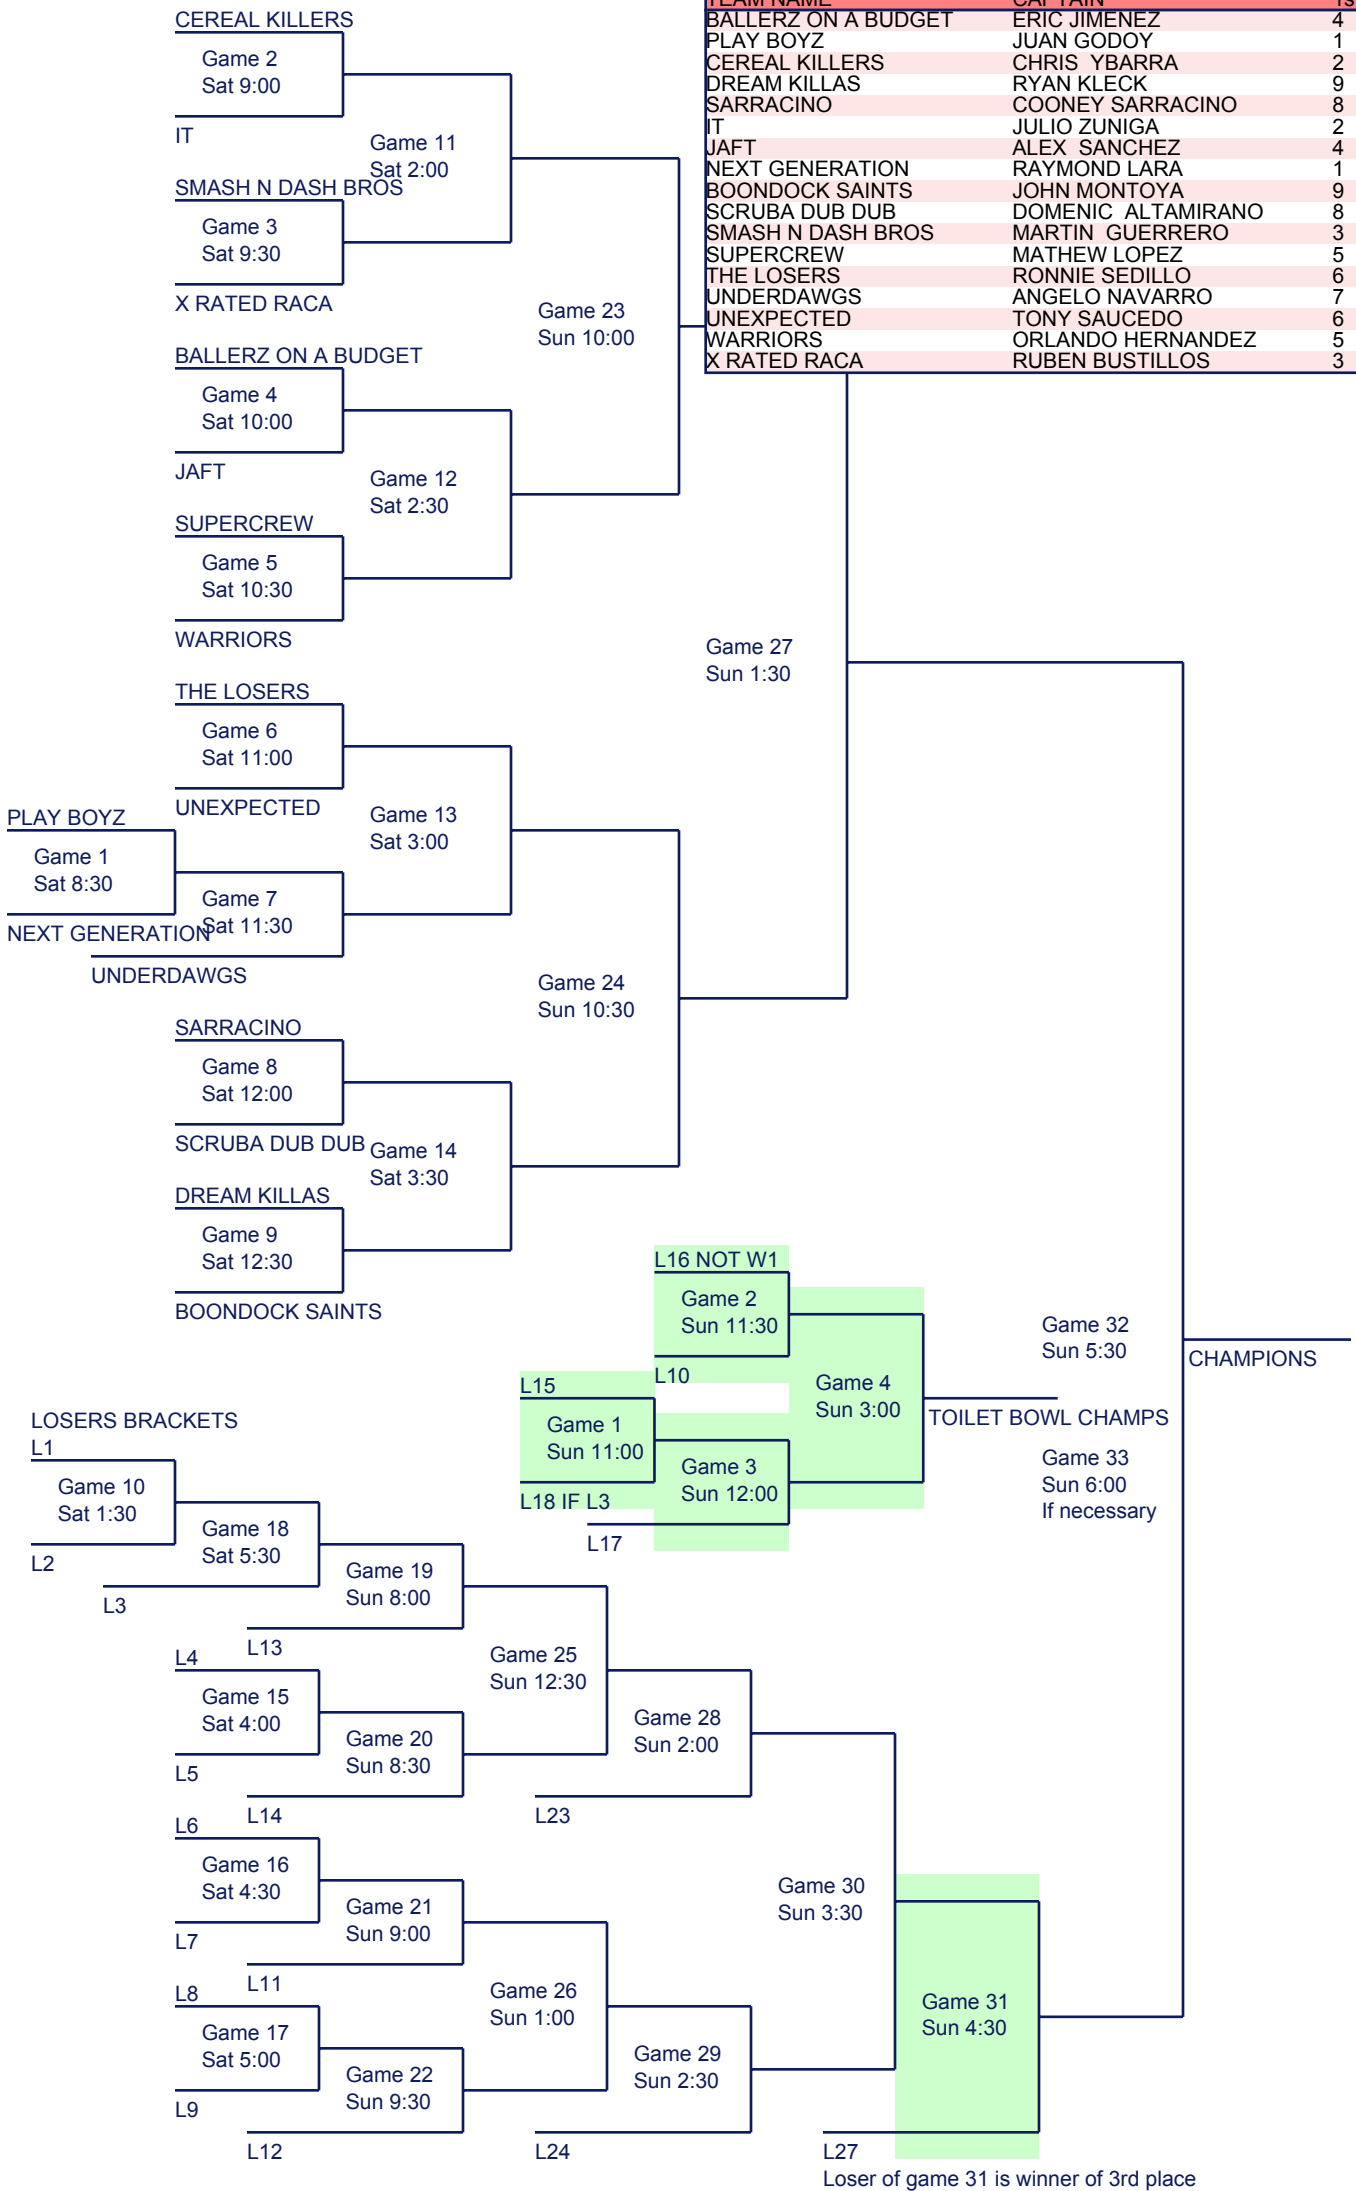 TEAM NAME CAPTAIN 1s
BALLERZ ON A BUDGET ERIC JIMENEZ 4
PLAY BOYZ JUAN GODOY 1
CEREAL KILLERS CHRIS YBARRA 2
DREAM KILLAS RYAN KLECK 9
SARRACINO COONEY SARRACINO 8
IT JULIO ZUNIGA 2
JAFT ALEX SANCHEZ 4
NEXT GENERATION RAYMOND LARA 1
BOONDOCK SAINTS JOHN MONTOYA 9
SCRUBA DUB DUB DOMENIC ALTAMIRANO 8
SMASH N DASH BROS MARTIN GUERRERO 3
SUPERCREW MATHEW LOPEZ 5
THE LOSERS RONNIE SEDILLO 6
UNDERDAWGS ANGELO NAVARRO 7
UNEXPECTED TONY SAUCEDO 6
WARRIORS ORLANDO HERNANDEZ 5
X RATED RACA RUBEN BUSTILLOS 3
CEREAL KILLERS
Game 2
Sat 9:00
IT
Game 11
Sat 2:00
SMASH N DASH BROS
Game 3
Sat 9:30
X RATED RACA
Game 23
Sun 10:00
BALLERZ ON A BUDGET
Game 4
Sat 10:00
JAFT
Game 12
Sat 2:30
SUPERCREW
Game 5
Sat 10:30
WARRIORS
Game 27
Sun 1:30
THE LOSERS
Game 6
Sat 11:00
UNEXPECTED
Game 13
Sat 3:00
PLAY BOYZ
Game 1
Sat 8:30
NEXT GENERATION
Game 7
Sat 11:30
UNDERDAWGS
Game 24
Sun 10:30
SARRACINO
Game 8
Sat 12:00
SCRUBA DUB DUB
Game 14
Sat 3:30
DREAM KILLAS
Game 9
Sat 12:30
BOONDOCK SAINTS
L16 NOT W1
Game 2
Sun 11:30
L10
L15
Game 1
Sun 11:00
L18 IF L3
Game 3
Sun 12:00
L17
Game 4
Sun 3:00
TOILET BOWL CHAMPS
Game 32
Sun 5:30
CHAMPIONS
Game 33
Sun 6:00
If necessary
LOSERS BRACKETS
L1
Game 10
Sat 1:30
L2
Game 18
Sat 5:30
L3
Game 19
Sun 8:00
L13
Game 25
Sun 12:30
L4
Game 15
Sat 4:00
L5
Game 20
Sun 8:30
L14
Game 28
Sun 2:00
L23
L6
Game 16
Sat 4:30
L7
Game 21
Sun 9:00
L11
Game 30
Sun 3:30
L8
Game 17
Sat 5:00
L9
Game 26
Sun 1:00
Game 22
Sun 9:30
L12
Game 29
Sun 2:30
L24
Game 31
Sun 4:30
L27
Loser of game 31 is winner of 3rd place